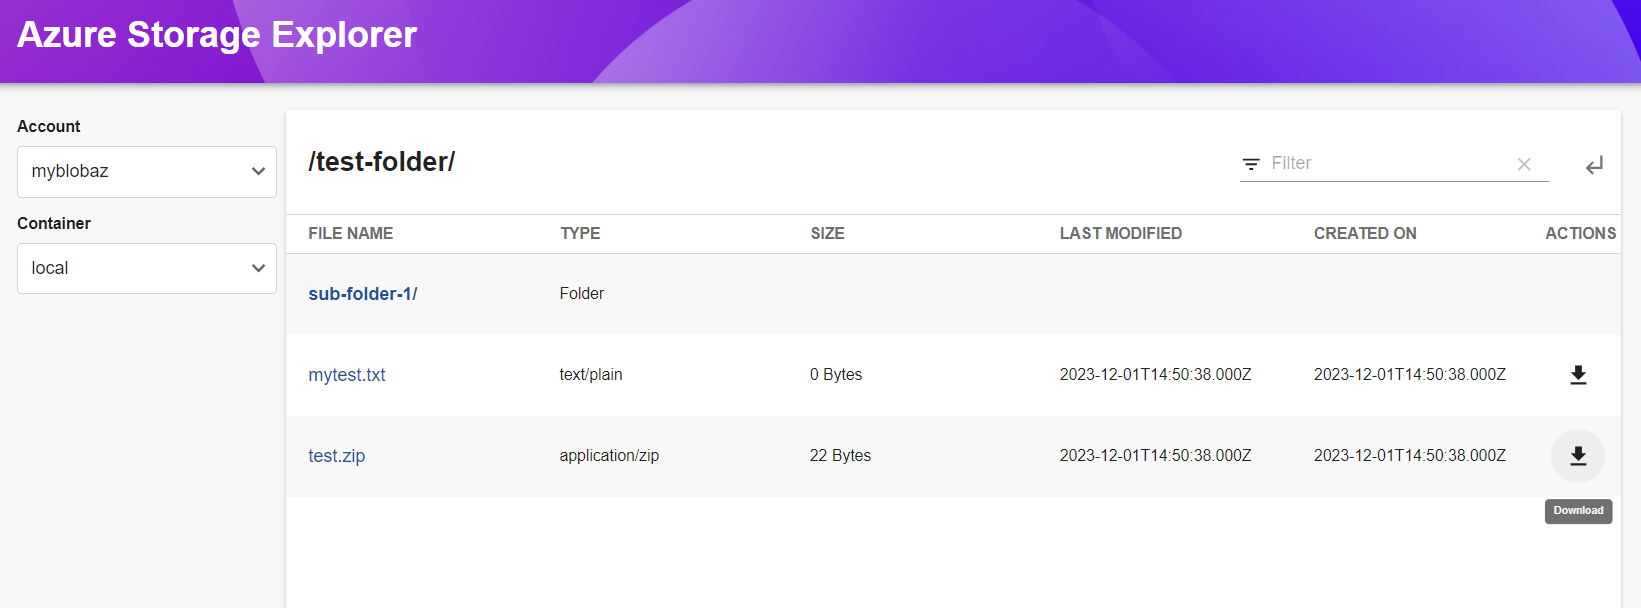 Azure Storage Explorer
Account
myblobaz
Container
local
/test-folder/
Filter
FILE NAME TYPE SIZE LAST MODIFIED CREATED ON ACTIONS
sub-folder-1/ Folder
mytest.txt text/plain 0 Bytes 2023-12-01T14:50:38.000Z 2023-12-01T14:50:38.000Z
test.zip application/zip 22 Bytes 2023-12-01T14:50:38.000Z 2023-12-01T14:50:38.000Z
Download